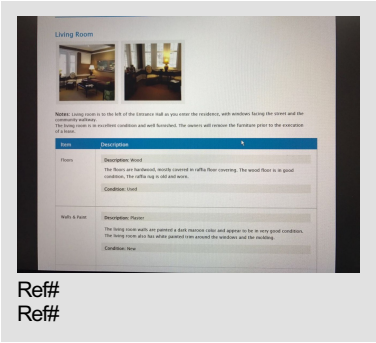 Living Room
Notes: Living room is to the left of the Entrance Hall as you enter the residence, with windows facing the street and the
community walkway.
The living room is in excellent condition and well furnished. The owners will remove the furniture prior to the execution
of a lease.
Item Description
Floors Description: Wood
The floors are hardwood, mostly covered in raffia floor covering. The wood floor is in good
condition. The raffia rug is old and worn.
Condition: Used
Walls & Paint Description: Plaster
The living room walls are painted a dark maroon color and appear to be in very good condition.
The living room also has white painted trim around the windows and the molding.
Condition: New
Ref#
Ref#